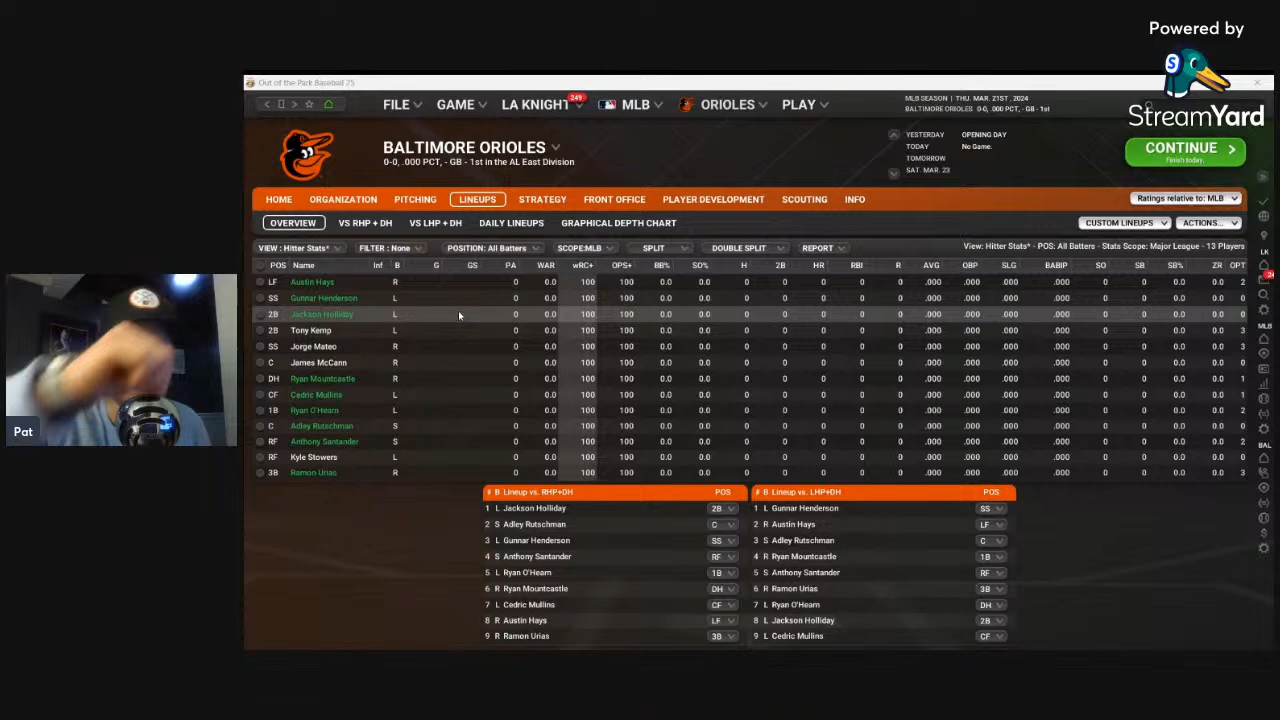 Powered by
S
StreamYard
Out of the Park Baseball 25
FILE GAME LA KNIGHT 249 MLB ORIOLES PLAY
MLB SEASON | THU. MAR. 21ST, 2024
BALTIMORE ORIOLES 0-0, .000 PCT, - GB - 1st
BALTIMORE ORIOLES
0-0, .000 PCT, - GB - 1st in the AL East Division
YESTERDAY OPENING DAY
TODAY No Game.
TOMORROW
SAT. MAR. 23
CONTINUE
Finish today.
HOME ORGANIZATION PITCHING LINEUPS STRATEGY FRONT OFFICE PLAYER DEVELOPMENT SCOUTING INFO Ratings relative to: MLB
OVERVIEW VS RHP + DH VS LHP + DH DAILY LINEUPS GRAPHICAL DEPTH CHART CUSTOM LINEUPS ACTIONS...
VIEW : Hitter Stats* FILTER : None POSITION: All Batters SCOPE:MLB SPLIT DOUBLE SPLIT REPORT View: Hitter Stats* - POS: All Batters - Stats Scope: Major League - 13 Players
POS Name Inf B G GS PA WAR wRC+ OPS+ BB% SO% H 2B HR RBI R AVG OBP SLG BABIP SO SB SB% ZR OPT
LF Austin Hays R 0 0.0 100 100 0.0 0.0 0 0 0 0 0 .000 .000 .000 .000 0 0 0.0 0.0 2
SS Gunnar Henderson L 0 0.0 100 100 0.0 0.0 0 0 0 0 0 .000 .000 .000 .000 0 0 0.0 0.0 0
2B Jackson Holliday L 0 0.0 100 100 0.0 0.0 0 0 0 0 0 .000 .000 .000 .000 0 0 0.0 0.0 0
2B Tony Kemp L 0 0.0 100 100 0.0 0.0 0 0 0 0 0 .000 .000 .000 .000 0 0 0.0 0.0 3
SS Jorge Mateo R 0 0.0 100 100 0.0 0.0 0 0 0 0 0 .000 .000 .000 .000 0 0 0.0 0.0 3
C James McCann R 0 0.0 100 100 0.0 0.0 0 0 0 0 0 .000 .000 .000 .000 0 0 0.0 0.0 0
DH Ryan Mountcastle R 0 0.0 100 100 0.0 0.0 0 0 0 0 0 .000 .000 .000 .000 0 0 0.0 0.0 1
CF Cedric Mullins L 0 0.0 100 100 0.0 0.0 0 0 0 0 0 .000 .000 .000 .000 0 0 0.0 0.0 1
1B Ryan O'Hearn L 0 0.0 100 100 0.0 0.0 0 0 0 0 0 .000 .000 .000 .000 0 0 0.0 0.0 2
C Adley Rutschman S 0 0.0 100 100 0.0 0.0 0 0 0 0 0 .000 .000 .000 .000 0 0 0.0 0.0 0
RF Anthony Santander S 0 0.0 100 100 0.0 0.0 0 0 0 0 0 .000 .000 .000 .000 0 0 0.0 0.0 2
RF Kyle Stowers L 0 0.0 100 100 0.0 0.0 0 0 0 0 0 .000 .000 .000 .000 0 0 0.0 0.0 0
3B Ramon Urias R 0 0.0 100 100 0.0 0.0 0 0 0 0 0 .000 .000 .000 .000 0 0 0.0 0.0 3
# B Lineup vs. RHP+DH POS # B Lineup vs. LHP+DH POS
1 L Jackson Holliday 2B 1 L Gunnar Henderson SS
2 S Adley Rutschman C 2 R Austin Hays LF
3 L Gunnar Henderson SS 3 S Adley Rutschman C
4 S Anthony Santander RF 4 R Ryan Mountcastle 1B
5 L Ryan O'Hearn 1B 5 S Anthony Santander RF
6 R Ryan Mountcastle DH 6 R Ramon Urias 3B
7 L Cedric Mullins CF 7 L Ryan O'Hearn DH
8 R Austin Hays LF 8 L Jackson Holliday 2B
9 R Ramon Urias 3B 9 L Cedric Mullins CF
LK
MLB
BAL
Pat